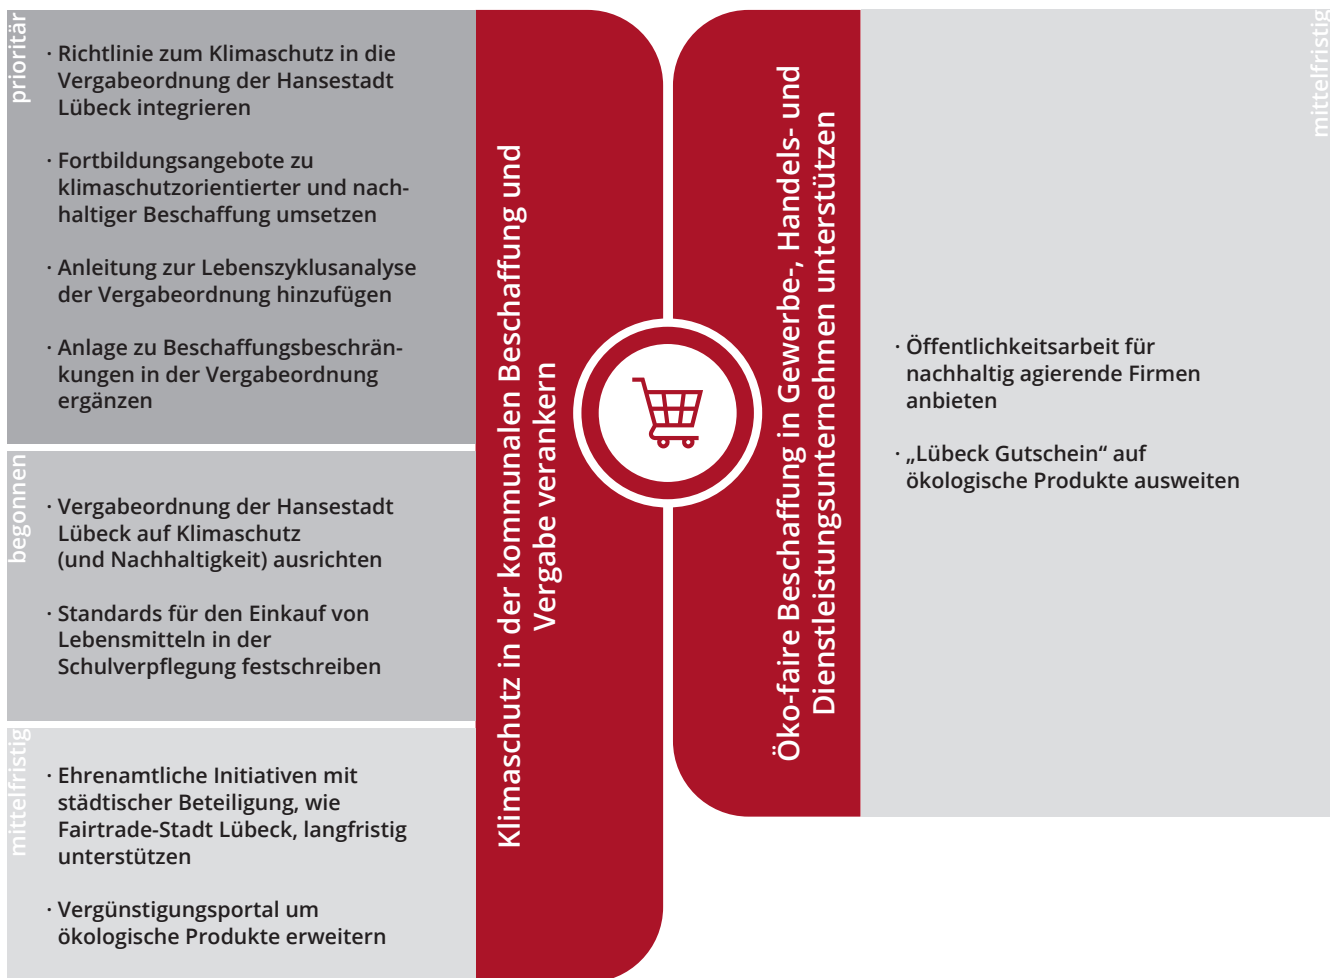 prioritär
· Richtlinie zum Klimaschutz in die
Vergabeordnung der Hansestadt
Lübeck integrieren
· Fortbildungsangebote zu
klimaschutzorientierter und nach-
haltiger Beschaffung umsetzen
· Anleitung zur Lebenszyklusanalyse
der Vergabeordnung hinzufügen
· Anlage zu Beschaffungsbeschrän-
kungen in der Vergabeordnung
ergänzen
begonnen
· Vergabeordnung der Hansestadt
Lübeck auf Klimaschutz
(und Nachhaltigkeit) ausrichten
· Standards für den Einkauf von
Lebensmitteln in der
Schulverpflegung festschreiben
mittelfristig
· Ehrenamtliche Initiativen mit
städtischer Beteiligung, wie
Fairtrade-Stadt Lübeck, langfristig
unterstützen
· Vergünstigungsportal um
ökologische Produkte erweitern
Klimaschutz in der kommunalen Beschaffung und
Vergabe verankern
Öko-faire Beschaffung in Gewerbe-, Handels- und
Dienstleistungsunternehmen unterstützen
mittelfristig
· Öffentlichkeitsarbeit für
nachhaltig agierende Firmen
anbieten
· „Lübeck Gutschein“ auf
ökologische Produkte ausweiten